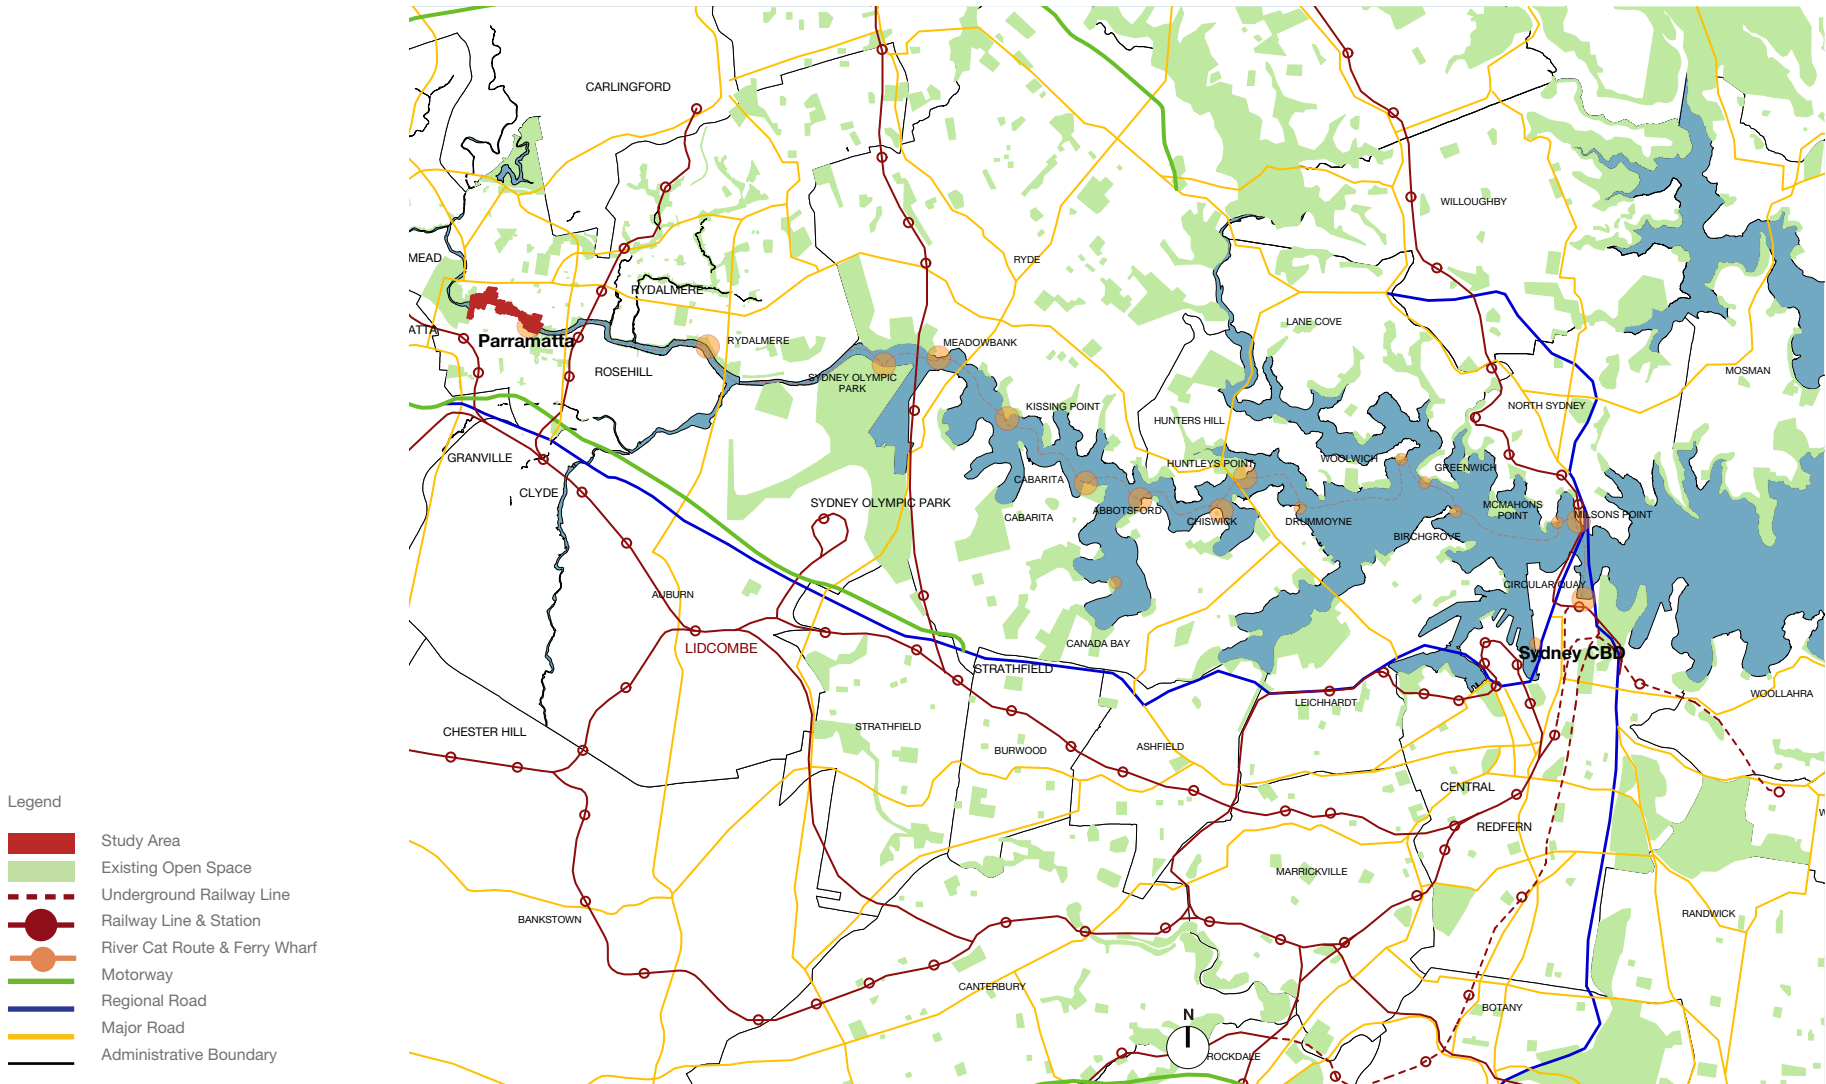 CARLINGFORD
WILLOUGHBY
MEAD
RYDE
RYDALMERE
LANE COVE
ATTA
Parramatta
RYDALMERE
MEADOWBANK
ROSEHILL
SYDNEY OLYMPIC
PARK
MOSMAN
KISSING POINT
NORTH SYDNEY
HUNTERS HILL
GRANVILLE
HUNTLEYS POINT
WOOLWICH
GREENWICH
CABARITA
CLYDE
SYDNEY OLYMPIC PARK
CABARITA
ABBOTSFORD
CHISWICK
DRUMMOYNE
MCMAHONS
POINT
MILSONS POINT
BIRCHGROVE
CIRCULAR QUAY
AUBURN
CANADA BAY
LIDCOMBE
Sydney CBD
STRATHFIELD
WOOLLAHRA
LEICHHARDT
STRATHFIELD
CHESTER HILL
BURWOOD
ASHFIELD
CENTRAL
W
REDFERN
MARRICKVILLE
BANKSTOWN
RANDWICK
CANTERBURY
BOTANY
N
ROCKDALE
Legend
Study Area
Existing Open Space
Underground Railway Line
Railway Line & Station
River Cat Route & Ferry Wharf
Motorway
Regional Road
Major Road
Administrative Boundary